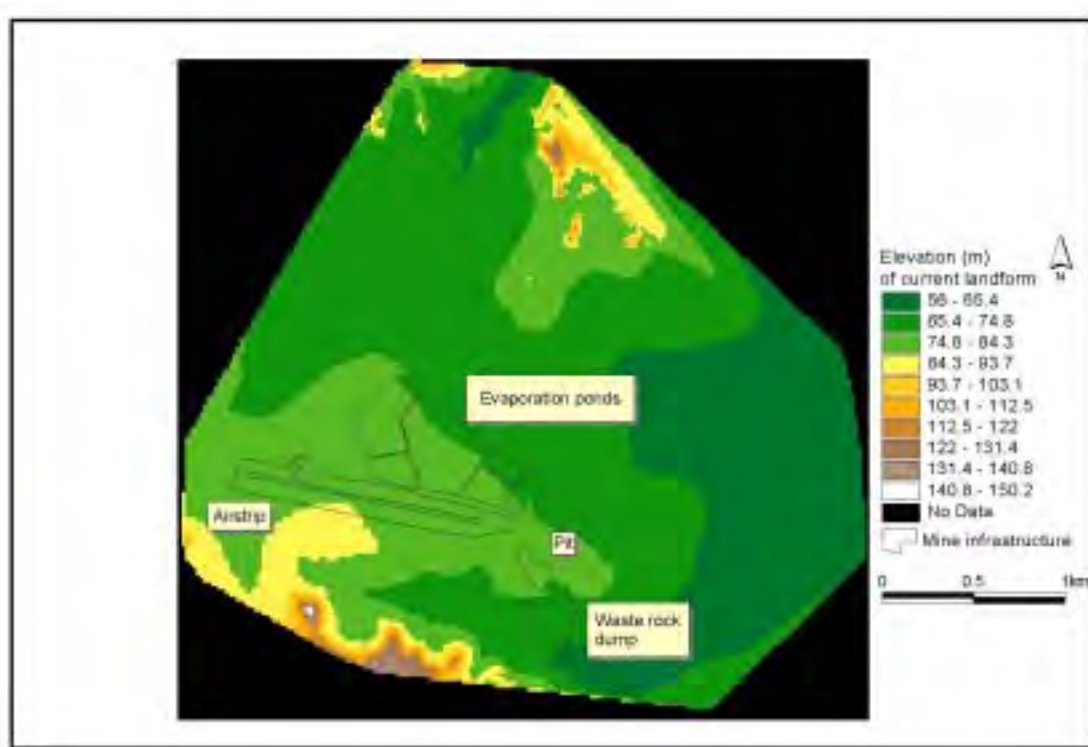 Evaporation ponds
Airstrip
Pit
Waste rock
dump
Elevation (m)
of current landform
N
56 - 65.4
65.4 - 74.8
74.8 - 84.3
84.3 - 93.7
93.7 - 103.1
103.1 - 112.5
112.5 - 122
122 - 131.4
131.4 - 140.8
140.8 - 150.2
No Data
Mine infrastructure
0 0.5 1km